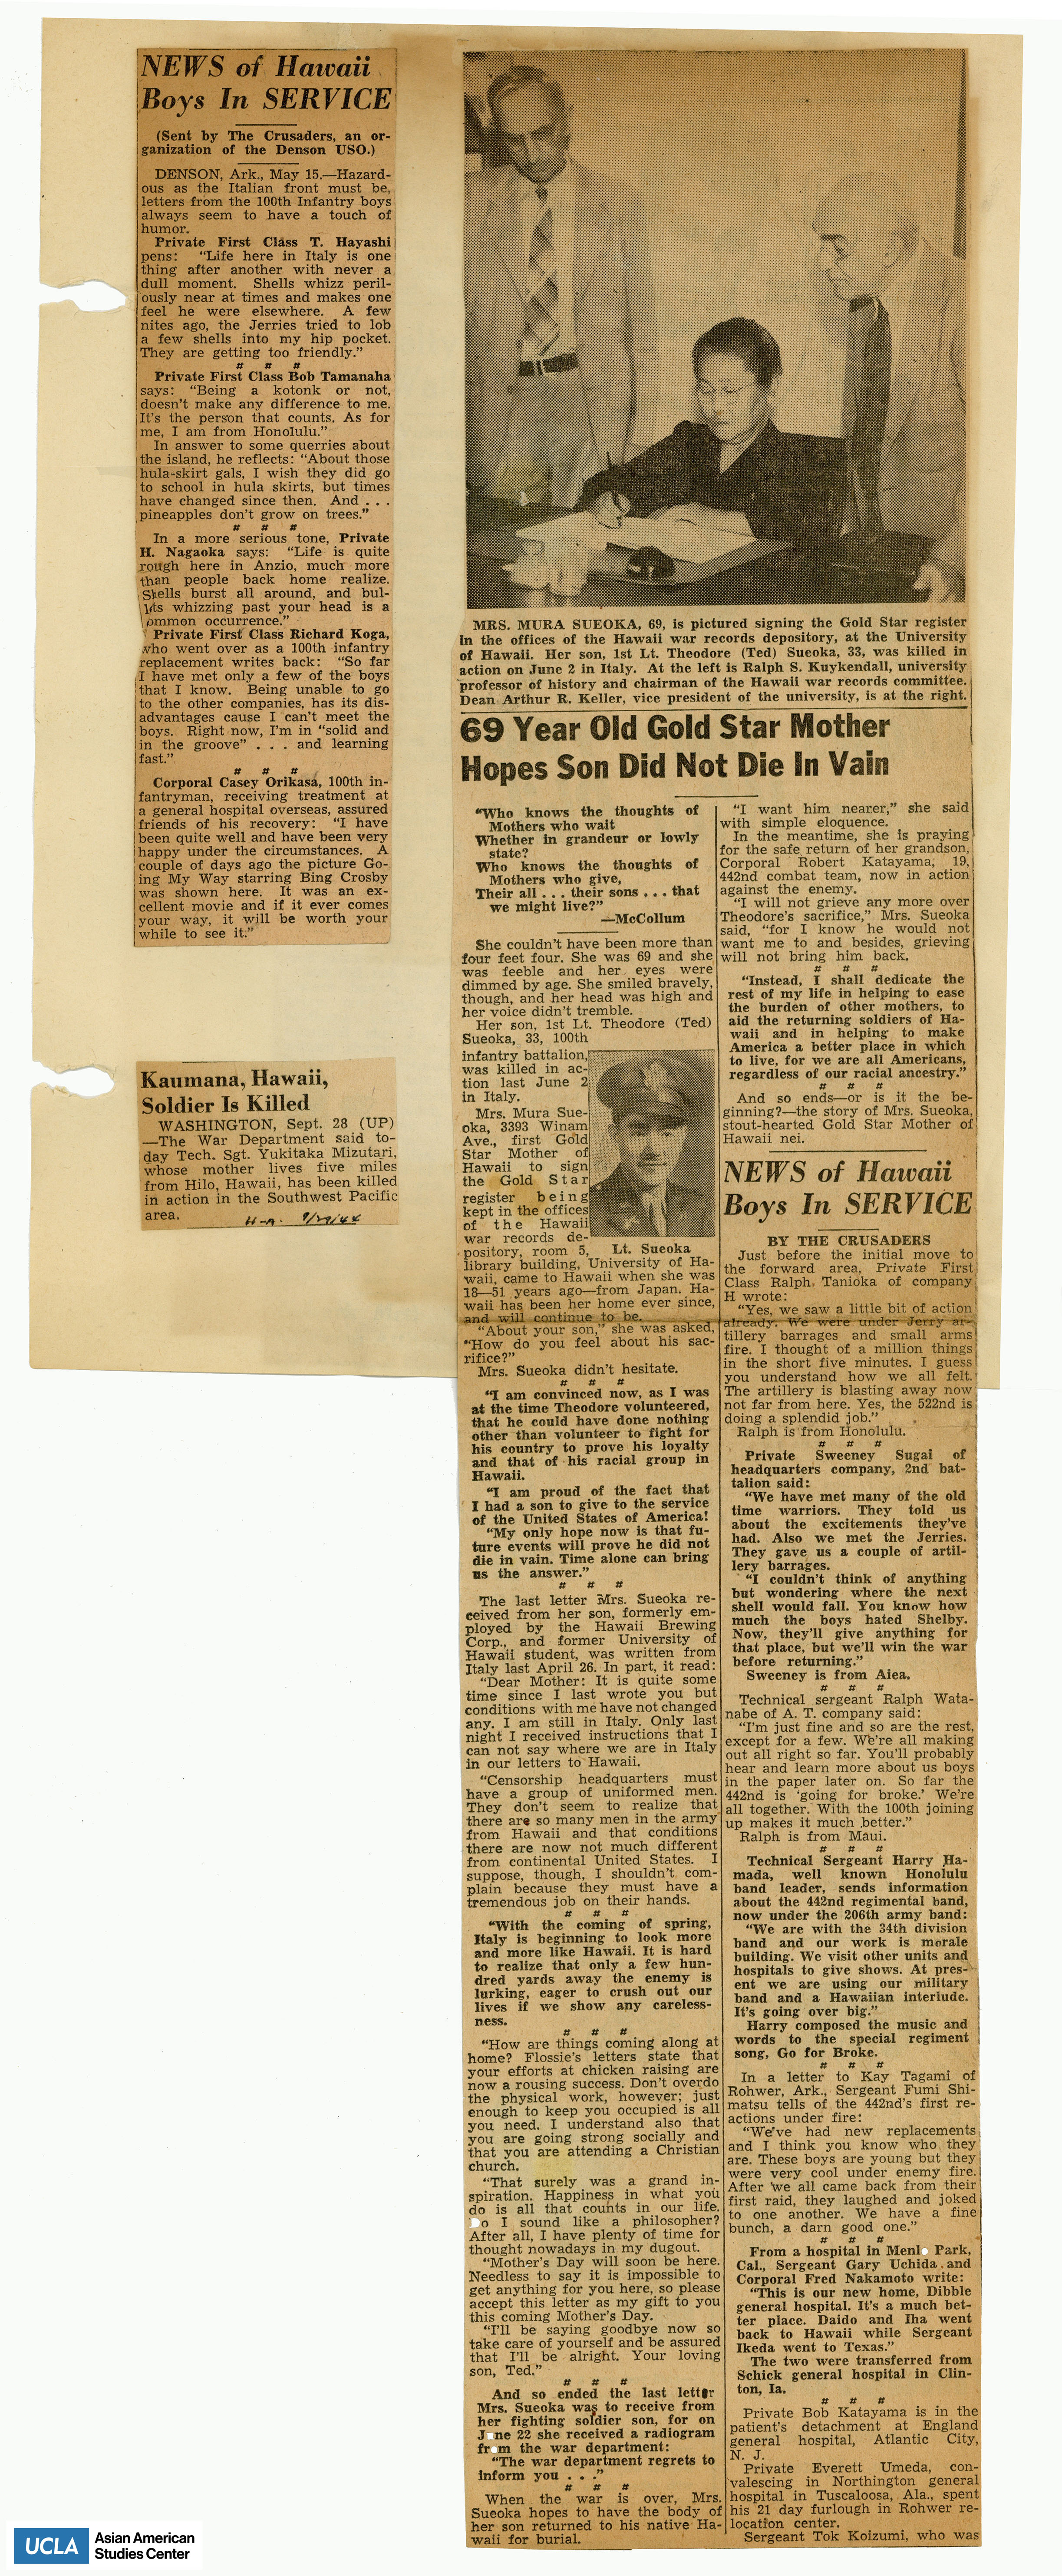 NEWS of Hawaii
Boys In SERVICE
(Sent by The Crusaders, an or-
ganization of the Denson USO.)
DENSON, Ark., May 15.—Hazard-
ous as the Italian front must be,
letters from the 100th Infantry boys
always seem to have a touch of
humor.
Private First Class T. Hayashi
pens: "Life here in Italy is one
thing after another with never a
dull moment. Shells whizz peril-
ously near at times and makes one
feel he were elsewhere. A few
nites ago, the Jerries tried to lob
a few shells into my hip pocket.
They are getting too friendly."
# # #
Private First Class Bob Tamanaha
says: "Being a kotonk or not,
doesn't make any difference to me.
It's the person that counts. As for
me, I am from Honolulu."
In answer to some querries about
the island, he reflects: "About those
hula-skirt gals, I wish they did go
to school in hula skirts, but times
have changed since then. And . . .
pineapples don't grow on trees."
# # #
In a more serious tone, Private
H. Nagaoka says: "Life is quite
rough here in Anzio, much more
than people back home realize.
Shells burst all around, and bul-
lets whizzing past your head is a
ommon occurrence."
Private First Class Richard Koga,
who went over as a 100th infantry
replacement writes back: "So far
I have met only a few of the boys
that I know. Being unable to go
to the other companies, has its dis-
advantages cause I can't meet the
boys. Right now, I'm in "solid and
in the groove" . . . and learning
fast."
# # #
Corporal Casey Orikasa, 100th in-
fantryman, receiving treatment at
a general hospital overseas, assured
friends of his recovery: "I have
been quite well and have been very
happy under the circumstances. A
couple of days ago the picture Go-
ing My Way starring Bing Crosby
was shown here. It was an ex-
cellent movie and if it ever comes
your way, it will be worth your
while to see it."
Kaumana, Hawaii,
Soldier Is Killed
WASHINGTON, Sept. 28 (UP)
—The War Department said to-
day Tech. Sgt. Yukitaka Mizutari,
whose mother lives five miles
from Hilo, Hawaii, has been killed
in action in the Southwest Pacific
area.
H-A. 9/29/44
MRS. MURA SUEOKA, 69, is pictured signing the Gold Star register
in the offices of the Hawaii war records depository, at the University
of Hawaii. Her son, 1st Lt. Theodore (Ted) Sueoka, 33, was killed in
action on June 2 in Italy. At the left is Ralph S. Kuykendall, university
professor of history and chairman of the Hawaii war records committee.
Dean Arthur R. Keller, vice president of the university, is at the right.
69 Year Old Gold Star Mother
Hopes Son Did Not Die In Vain
"Who knows the thoughts of
Mothers who wait
Whether in grandeur or lowly
state?
Who knows the thoughts of
Mothers who give,
Their all . . . their sons . . . that
we might live?"
—McCollum
She couldn't have been more than
four feet four. She was 69 and she
was feeble and her eyes were
dimmed by age. She smiled bravely,
though, and her head was high and
her voice didn't tremble.
Her son, 1st Lt. Theodore (Ted)
Sueoka, 33, 100th
infantry battalion,
was killed in ac-
tion last June 2
in Italy.
Mrs. Mura Sue-
oka, 3393 Winam
Ave., first Gold
Star Mother of
Hawaii to sign
the Gold Star
register being
kept in the offices
of the Hawaii
war records de-
pository, room 5,
Lt. Sueoka
library building, University of Ha-
waii, came to Hawaii when she was
18—51 years ago—from Japan. Ha-
waii has been her home ever since,
and will continue to be.
"About your son," she was asked,
"How do you feel about his sac-
rifice?"
Mrs. Sueoka didn't hesitate.
# # #
"I am convinced now, as I was
at the time Theodore volunteered,
that he could have done nothing
other than volunteer to fight for
his country to prove his loyalty
and that of his racial group in
Hawaii.
"I am proud of the fact that
I had a son to give to the service
of the United States of America!
"My only hope now is that fu-
ture events will prove he did not
die in vain. Time alone can bring
us the answer."
# # #
The last letter Mrs. Sueoka re-
ceived from her son, formerly em-
ployed by the Hawaii Brewing
Corp., and former University of
Hawaii student, was written from
Italy last April 26. In part, it read:
"Dear Mother: It is quite some
time since I last wrote you but
conditions with me have not changed
any. I am still in Italy. Only last
night I received instructions that I
can not say where we are in Italy
in our letters to Hawaii.
"Censorship headquarters must
have a group of uniformed men.
They don't seem to realize that
there are so many men in the army
from Hawaii and that conditions
there are now not much different
from continental United States. I
suppose, though, I shouldn't com-
plain because they must have a
tremendous job on their hands.
# # #
"With the coming of spring,
Italy is beginning to look more
and more like Hawaii. It is hard
to realize that only a few hun-
dred yards away the enemy is
lurking, eager to crush out our
lives if we show any careless-
ness.
# # #
"How are things coming along at
home? Flossie's letters state that
your efforts at chicken raising are
now a rousing success. Don't overdo
the physical work, however; just
enough to keep you occupied is all
you need. I understand also that
you are going strong socially and
that you are attending a Christian
church.
"That surely was a grand in-
spiration. Happiness in what you
do is all that counts in our life.
Do I sound like a philosopher?
After all, I have plenty of time for
thought nowadays in my dugout.
"Mother's Day will soon be here.
Needless to say it is impossible to
get anything for you here, so please
accept this letter as my gift to you
this coming Mother's Day.
"I'll be saying goodbye now so
take care of yourself and be assured
that I'll be alright. Your loving
son, Ted."
# # #
And so ended the last letter
Mrs. Sueoka was to receive from
her fighting soldier son, for on
June 22 she received a radiogram
from the war department:
"The war department regrets to
inform you . . ."
# # #
When the war is over, Mrs.
Sueoka hopes to have the body of
her son returned to his native Ha-
waii for burial.
"I want him nearer," she said
with simple eloquence.
In the meantime, she is praying
for the safe return of her grandson,
Corporal Robert Katayama, 19,
442nd combat team, now in action
against the enemy.
"I will not grieve any more over
Theodore's sacrifice," Mrs. Sueoka
said, "for I know he would not
want me to and besides, grieving
will not bring him back.
# # #
"Instead, I shall dedicate the
rest of my life in helping to ease
the burden of other mothers, to
aid the returning soldiers of Ha-
waii and in helping to make
America a better place in which
to live, for we are all Americans,
regardless of our racial ancestry."
# # #
And so ends—or is it the be-
ginning?—the story of Mrs. Sueoka,
stout-hearted Gold Star Mother of
Hawaii nei.
NEWS of Hawaii
Boys In SERVICE
BY THE CRUSADERS
Just before the initial move to
the forward area, Private First
Class Ralph Tanioka of company
H wrote:
"Yes, we saw a little bit of action
already. We were under Jerry ar-
tillery barrages and small arms
fire. I thought of a million things
in the short five minutes. I guess
you understand how we all felt.
The artillery is blasting away now
not far from here. Yes, the 522nd is
doing a splendid job."
Ralph is from Honolulu.
# # #
Private Sweeney Sugai of
headquarters company, 2nd bat-
talion said:
"We have met many of the old
time warriors. They told us
about the excitements they've
had. Also we met the Jerries.
They gave us a couple of artil-
lery barrages.
"I couldn't think of anything
but wondering where the next
shell would fall. You know how
much the boys hated Shelby.
Now, they'll give anything for
that place, but we'll win the war
before returning."
Sweeney is from Aiea.
# # #
Technical sergeant Ralph Wata-
nabe of A. T. company said:
"I'm just fine and so are the rest,
except for a few. We're all making
out all right so far. You'll probably
hear and learn more about us boys
in the paper later on. So far the
442nd is 'going for broke.' We're
all together. With the 100th joining
up makes it much better."
Ralph is from Maui.
# # #
Technical Sergeant Harry Ha-
mada, well known Honolulu
band leader, sends information
about the 442nd regimental band,
now under the 206th army band:
"We are with the 34th division
band and our work is morale
building. We visit other units and
hospitals to give shows. At pres-
ent we are using our military
band and a Hawaiian interlude.
It's going over big."
Harry composed the music and
words to the special regiment
song, Go for Broke.
# # #
In a letter to Kay Tagami of
Rohwer, Ark., Sergeant Fumi Shi-
matsu tells of the 442nd's first re-
actions under fire:
"We've had new replacements
and I think you know who they
are. These boys are young but they
were very cool under enemy fire.
After we all came back from their
first raid, they laughed and joked
to one another. We have a fine
bunch, a darn good one."
# # #
From a hospital in Menlo Park,
Cal., Sergeant Gary Uchida and
Corporal Fred Nakamoto write:
"This is our new home, Dibble
general hospital. It's a much bet-
ter place. Daido and Iha went
back to Hawaii while Sergeant
Ikeda went to Texas."
The two were transferred from
Schick general hospital in Clin-
ton, Ia.
# # #
Private Bob Katayama is in the
patient's detachment at England
general hospital, Atlantic City,
N. J.
Private Everett Umeda, con-
valescing in Northington general
hospital in Tuscaloosa, Ala., spent
his 21 day furlough in Rohwer re-
location center.
Sergeant Tok Koizumi, who was
UCLA
Asian American
Studies Center